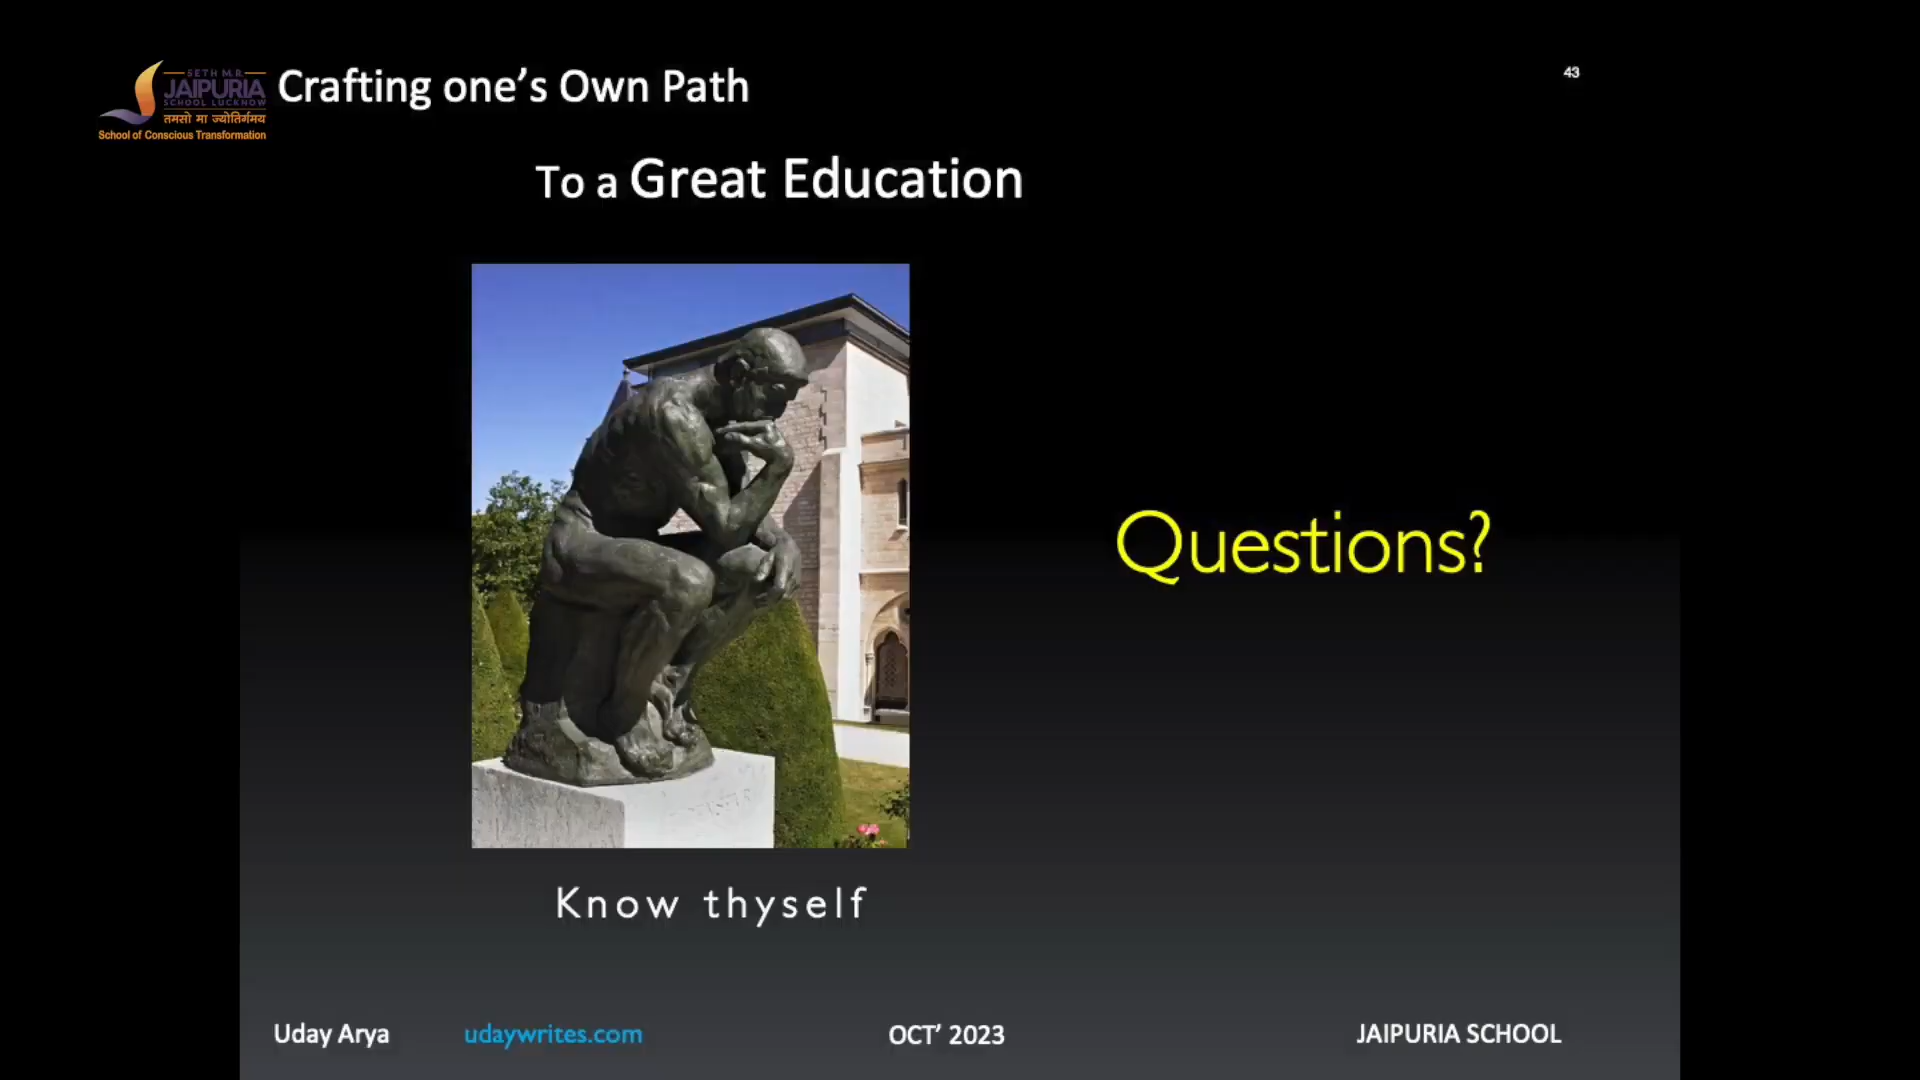 SETH M.R.
JAIPURIA
SCHOOL LUCKNOW
तमसो मा ज्योतिर्गमय
School of Conscious Transformation
Crafting one's Own Path
43
To a Great Education
Questions?
Know thyself
Uday Arya
udaywrites.com
OCT' 2023
JAIPURIA SCHOOL